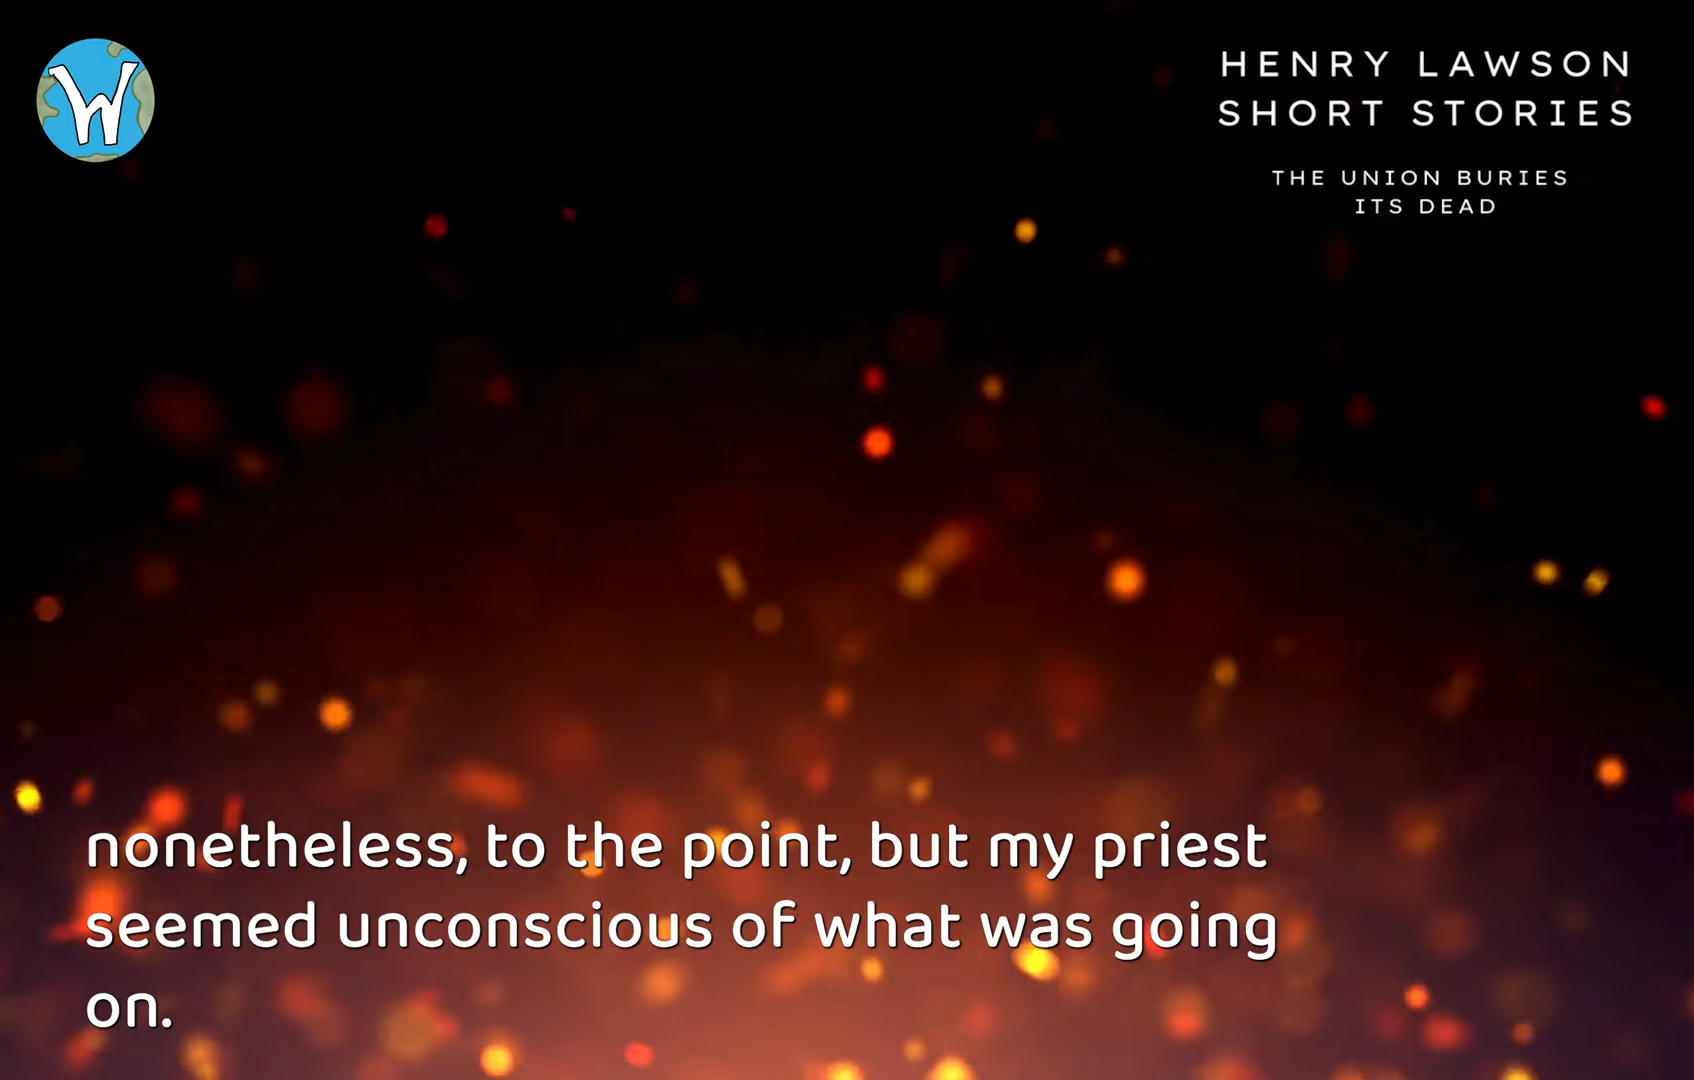 W
HENRY LAWSON
SHORT STORIES
THE UNION BURIES
ITS DEAD
nonetheless, to the point, but my priest
seemed unconscious of what was going
on.